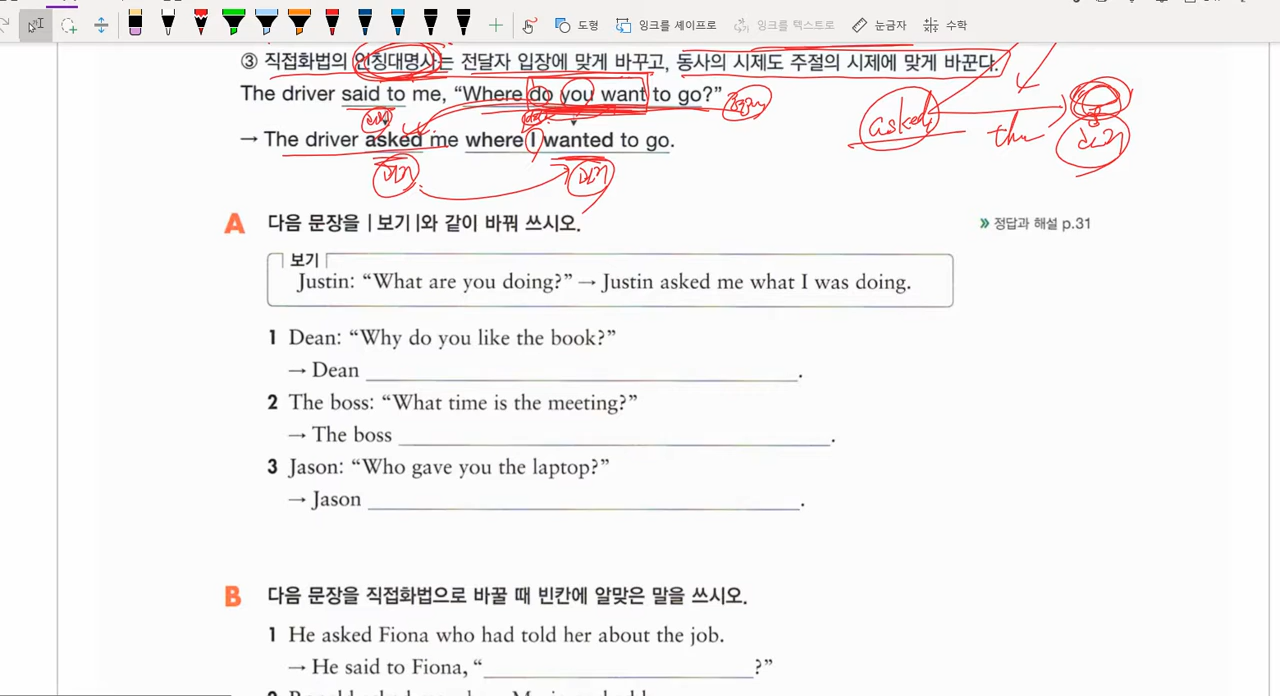 도형
잉크를 셰이프로
잉크를 텍스트로
눈금자
수학
③ 직접화법의 인칭대명사는 전달자 입장에 맞게 바꾸고, 동사의 시제도 주절의 시제에 맞게 바꾼다.
The driver said to me, “Where do you want to go?”
→ The driver asked me where I wanted to go.
asked
A 다음 문장을 | 보기 |와 같이 바꿔 쓰시오.
정답과 해설 p.31
보기
Justin: “What are you doing?” → Justin asked me what I was doing.
1 Dean: “Why do you like the book?”
→ Dean ______.
2 The boss: “What time is the meeting?”
→ The boss ______.
3 Jason: “Who gave you the laptop?”
→ Jason ______.
B 다음 문장을 직접화법으로 바꿀 때 빈칸에 알맞은 말을 쓰시오.
1 He asked Fiona who had told her about the job.
→ He said to Fiona, “______?”